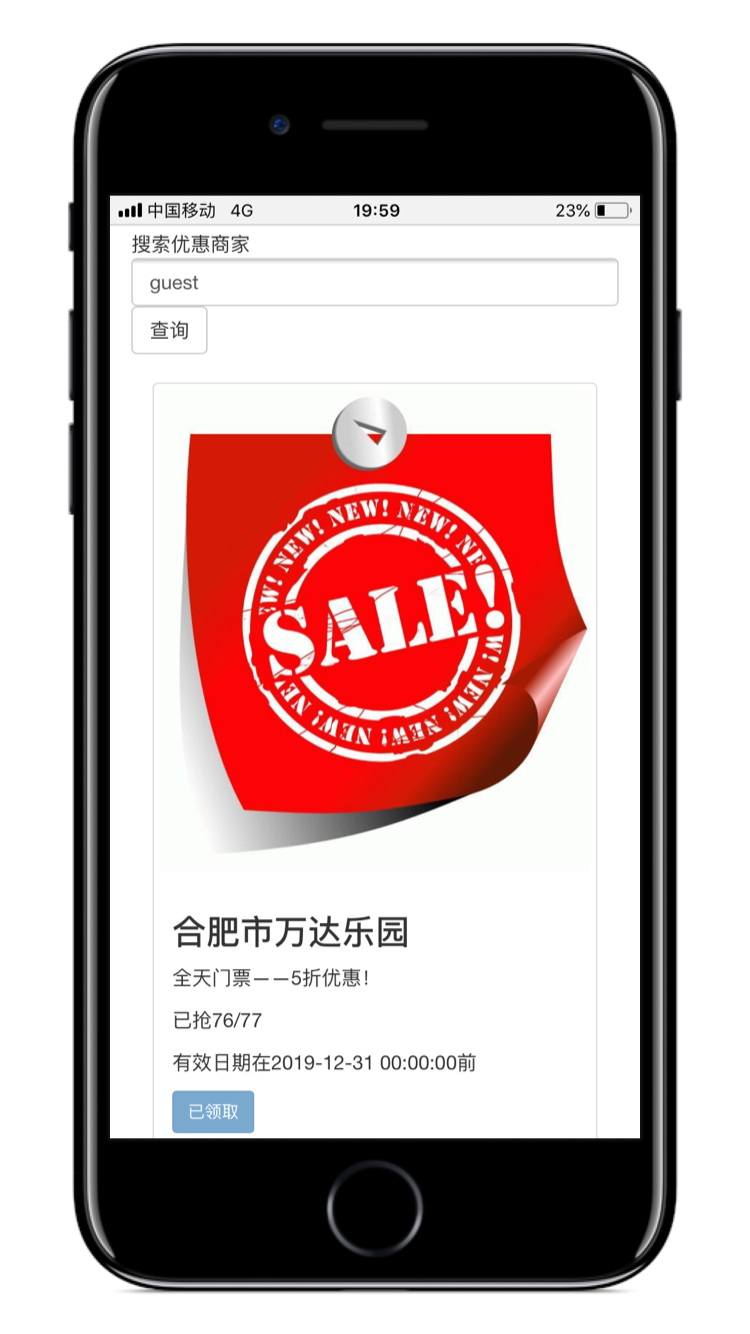 中国移动 4G 19:59 23%
搜索优惠商家
guest
查询
NEW! NEW! NEW! NEW!
SALE!
NEW! NEW! NEW! NEW!
合肥市万达乐园
全天门票——5折优惠！
已抢76/77
有效日期在2019-12-31 00:00:00前
已领取